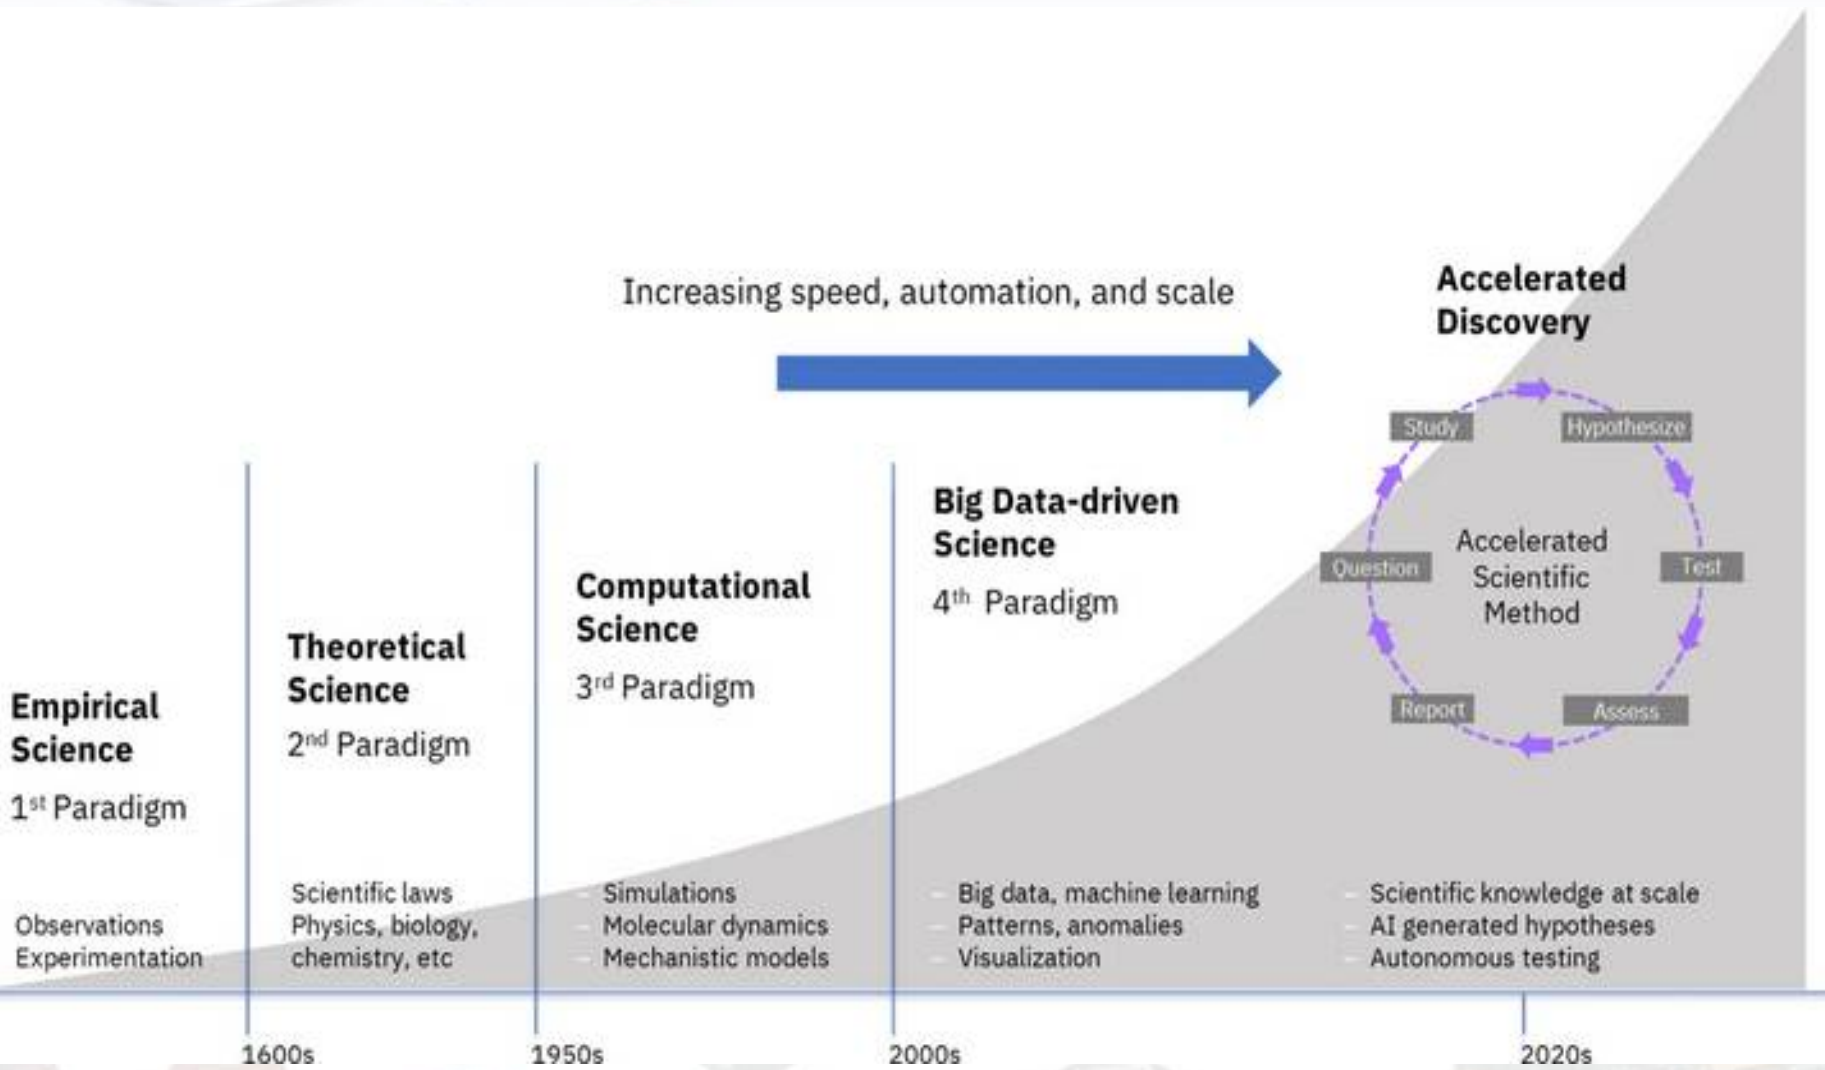 Increasing speed, automation, and scale
Empirical
Science
1st Paradigm
Observations
Experimentation
Theoretical
Science
2nd Paradigm
Scientific laws
Physics, biology,
chemistry, etc
Computational
Science
3rd Paradigm
– Simulations
– Molecular dynamics
– Mechanistic models
Big Data-driven
Science
4th Paradigm
– Big data, machine learning
– Patterns, anomalies
– Visualization
Accelerated
Discovery
Study
Hypothesize
Test
Assess
Report
Question
Accelerated
Scientific
Method
– Scientific knowledge at scale
– AI generated hypotheses
– Autonomous testing
1600s
1950s
2000s
2020s